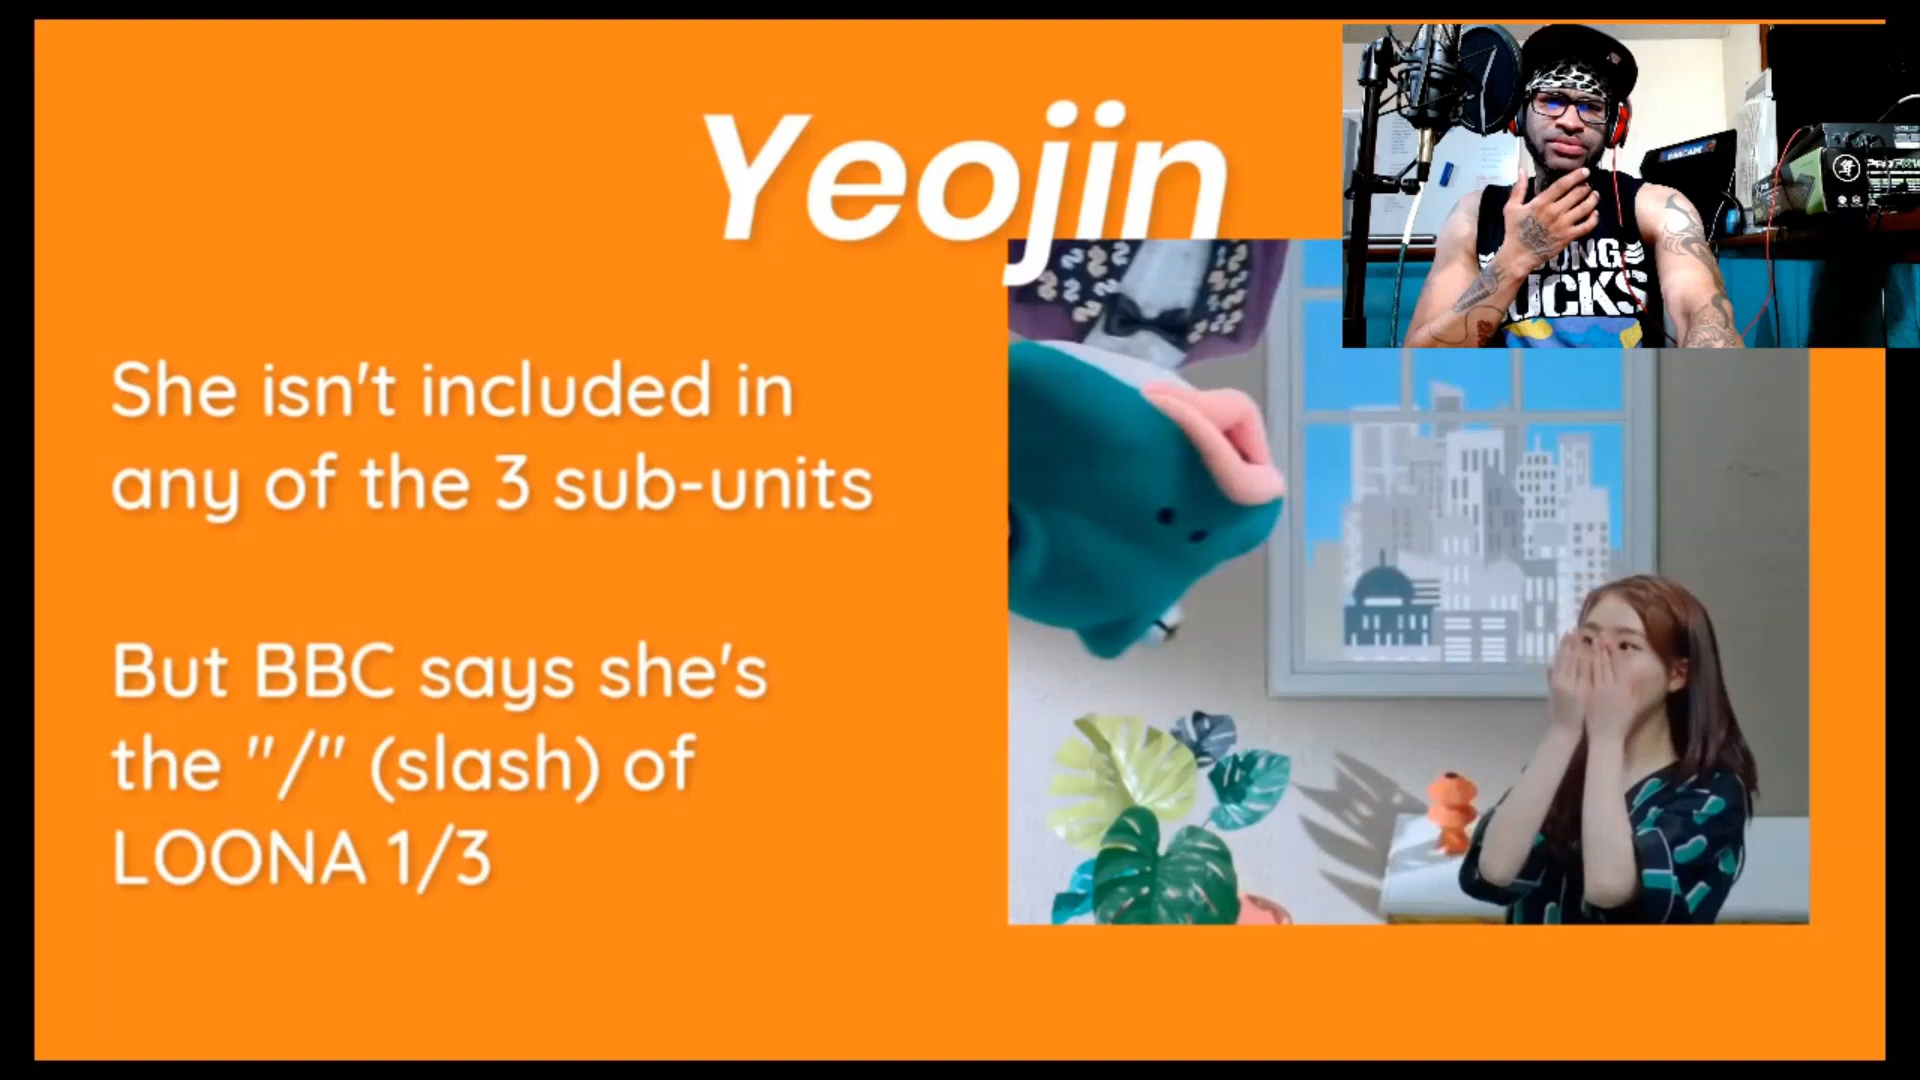 Yeojin
She isn't included in
any of the 3 sub-units
But BBC says she's
the "/" (slash) of
LOONA 1/3